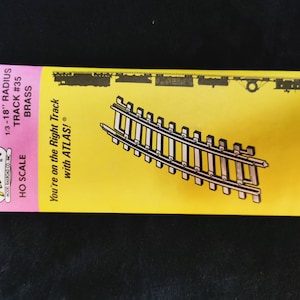 1/3 - 18" RADIUS
TRACK #35
BRASS
HO SCALE
You're on the Right Track
with ATLAS!®